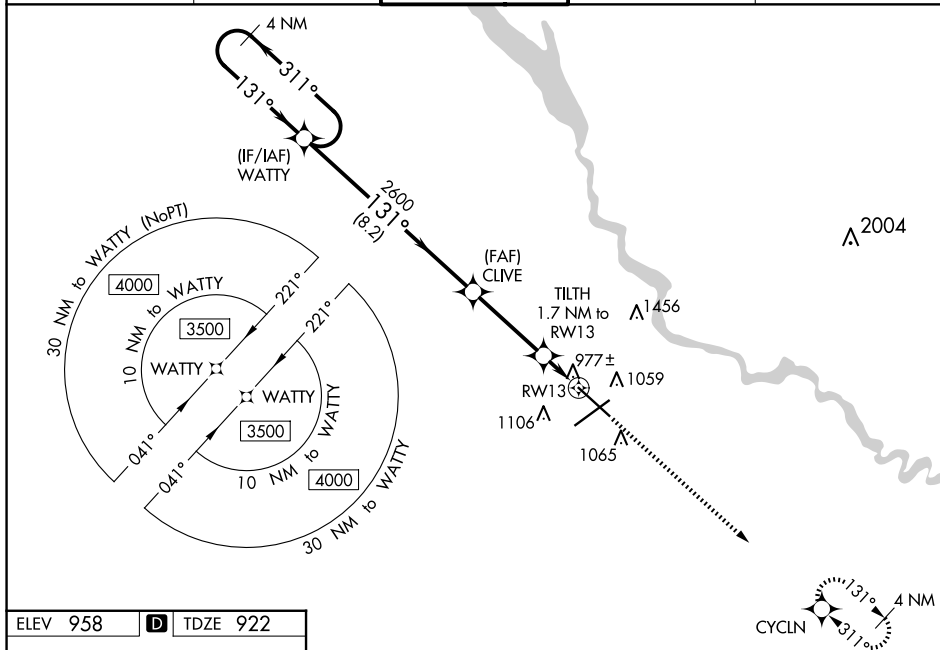 4 NM
311°
131°
(IF/IAF)
WATTY
2600
131°
(8.2)
(FAF)
CLIVE
TILTH
1.7 NM to
RW13
2004
1456
977±
RW13
1059
1106
1065
30 NM to WATTY (NoPT)
4000
10 NM to WATTY
3500
221°
WATTY
041°
221°
WATTY
3500
041°
10 NM to WATTY
4000
30 NM to WATTY
131°
4 NM
CYCLN
311°
ELEV 958 D TDZE 922